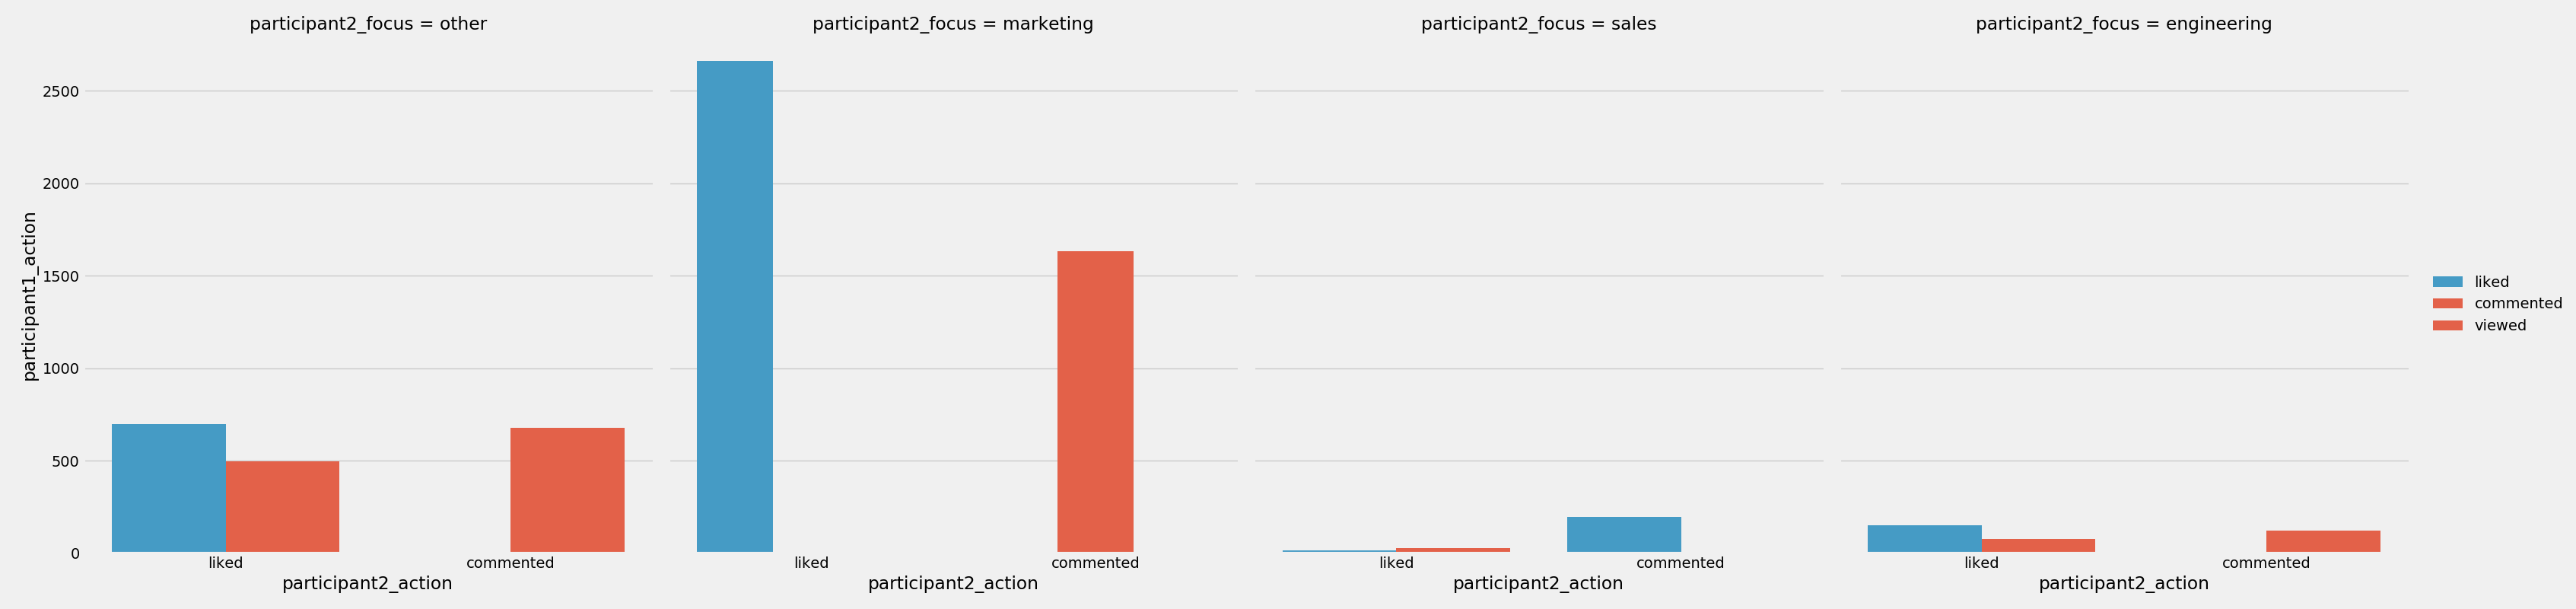 participant2_focus = other
participant2_focus = marketing
participant2_focus = sales
participant2_focus = engineering
participant1_action
2500
2000
1500
1000
500
0
liked
commented
liked
commented
liked
commented
liked
commented
participant2_action
participant2_action
participant2_action
participant2_action
liked
commented
viewed